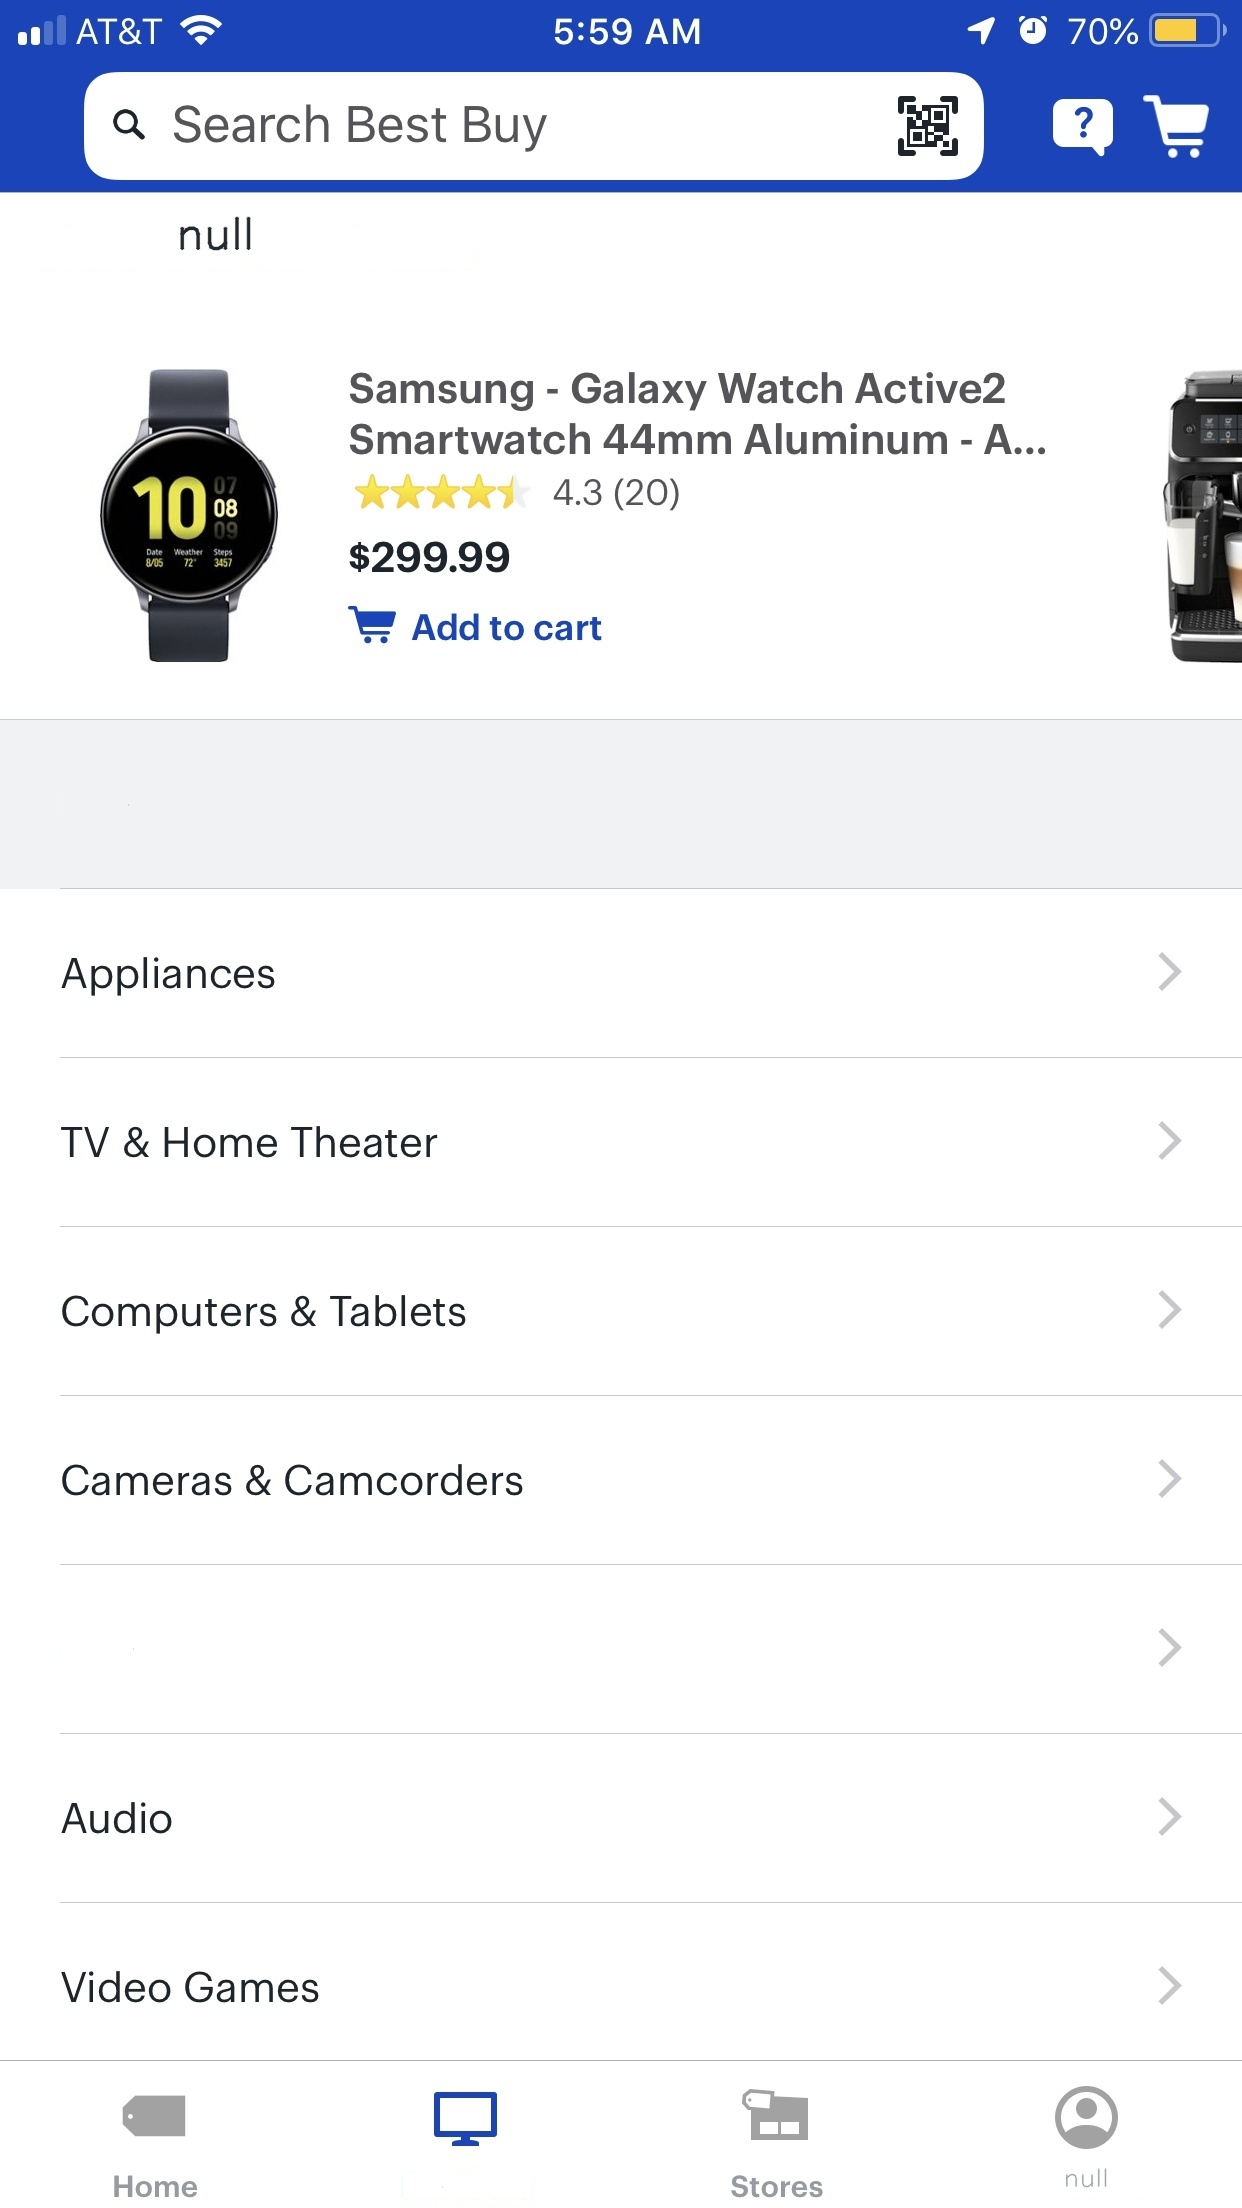 AT&T 5:59 AM 70%
Search Best Buy
null
Samsung - Galaxy Watch Active2
Smartwatch 44mm Aluminum - A...
4.3 (20)
$299.99
Add to cart
10 07
08
09
Date Weather Steps
8/05 72° 3457
Appliances
TV & Home Theater
Computers & Tablets
Cameras & Camcorders
Audio
Video Games
Home Stores null